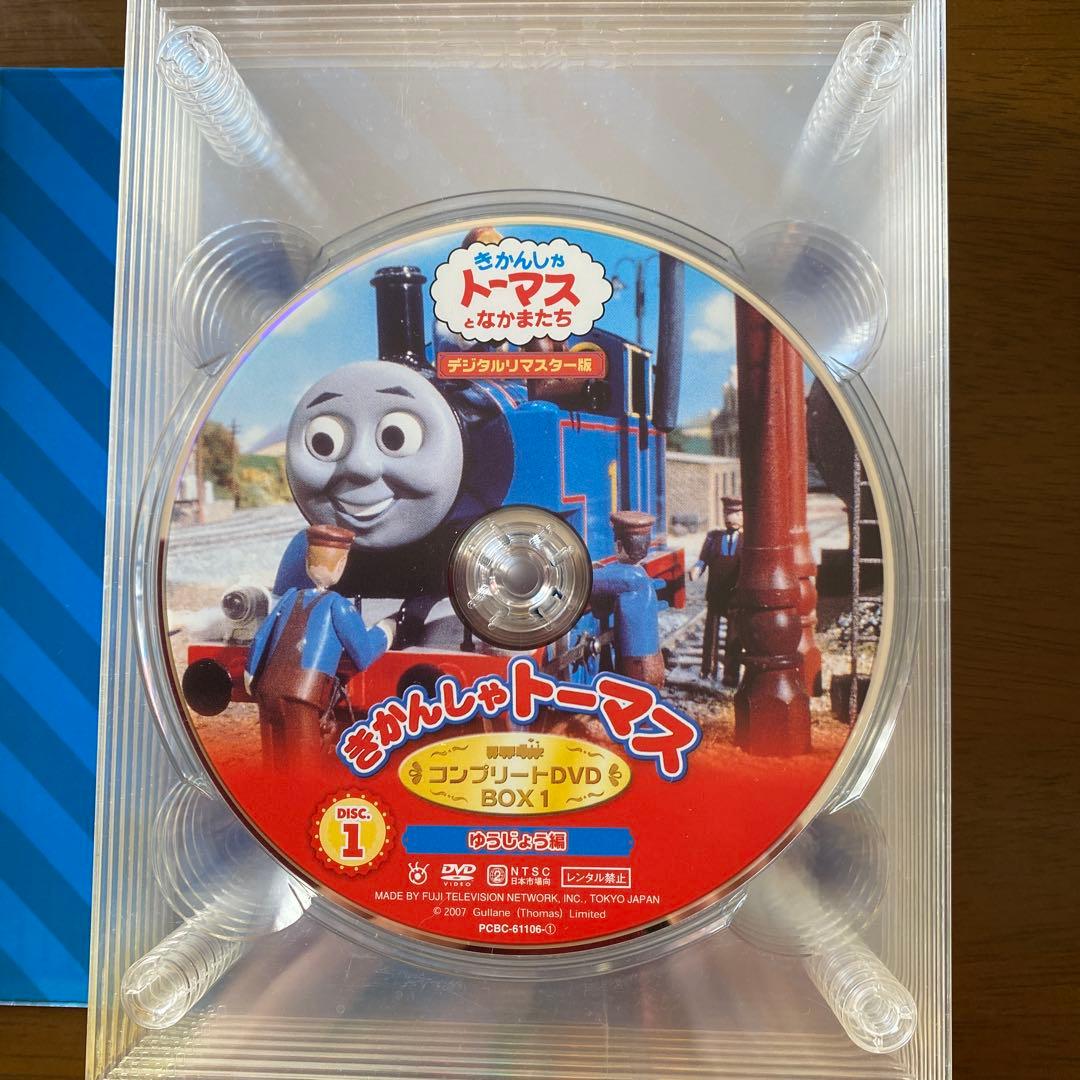 きかんしゃ
トーマス
となかまたち
デジタルリマスター版
きかんしゃトーマス
コンプリートDVD
BOX 1
DISC.
1
ゆうじょう編
DVD
VIDEO
2
NTSC
日本市場向
レンタル禁止
MADE BY FUJI TELEVISION NETWORK, INC., TOKYO JAPAN
© 2007 Gullane (Thomas) Limited
PCBC-61106-①